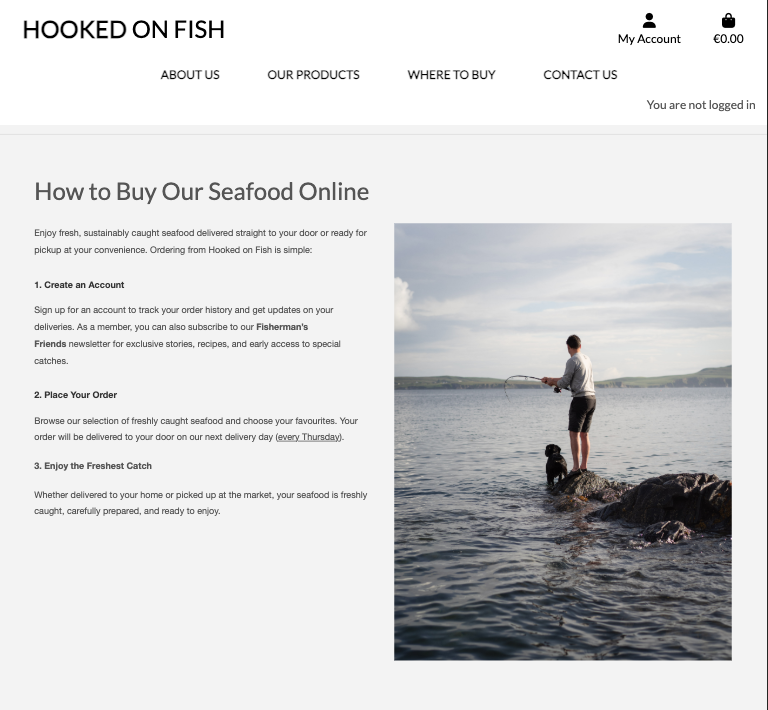 HOOKED ON FISH
My Account
€0.00
ABOUT US
OUR PRODUCTS
WHERE TO BUY
CONTACT US
You are not logged in
How to Buy Our Seafood Online
Enjoy fresh, sustainably caught seafood delivered straight to your door or ready for
pickup at your convenience. Ordering from Hooked on Fish is simple:
1. Create an Account
Sign up for an account to track your order history and get updates on your
deliveries. As a member, you can also subscribe to our Fisherman's
Friends newsletter for exclusive stories, recipes, and early access to special
catches.
2. Place Your Order
Browse our selection of freshly caught seafood and choose your favourites. Your
order will be delivered to your door on our next delivery day (every Thursday).
3. Enjoy the Freshest Catch
Whether delivered to your home or picked up at the market, your seafood is freshly
caught, carefully prepared, and ready to enjoy.